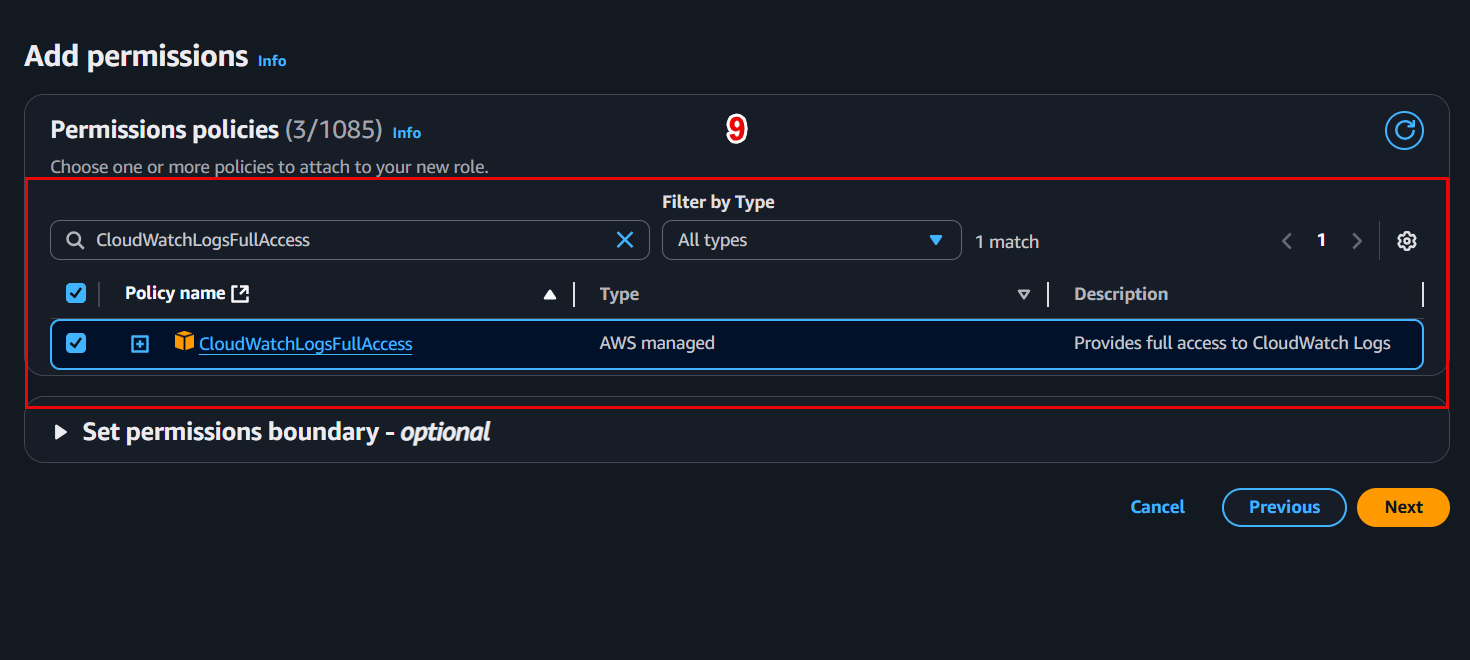 Add permissions Info
Permissions policies (3/1085) Info
9
Choose one or more policies to attach to your new role.
Filter by Type
CloudWatchLogsFullAccess
All types
1 match
1
Policy name
Type
Description
CloudWatchLogsFullAccess
AWS managed
Provides full access to CloudWatch Logs
Set permissions boundary - optional
Cancel
Previous
Next